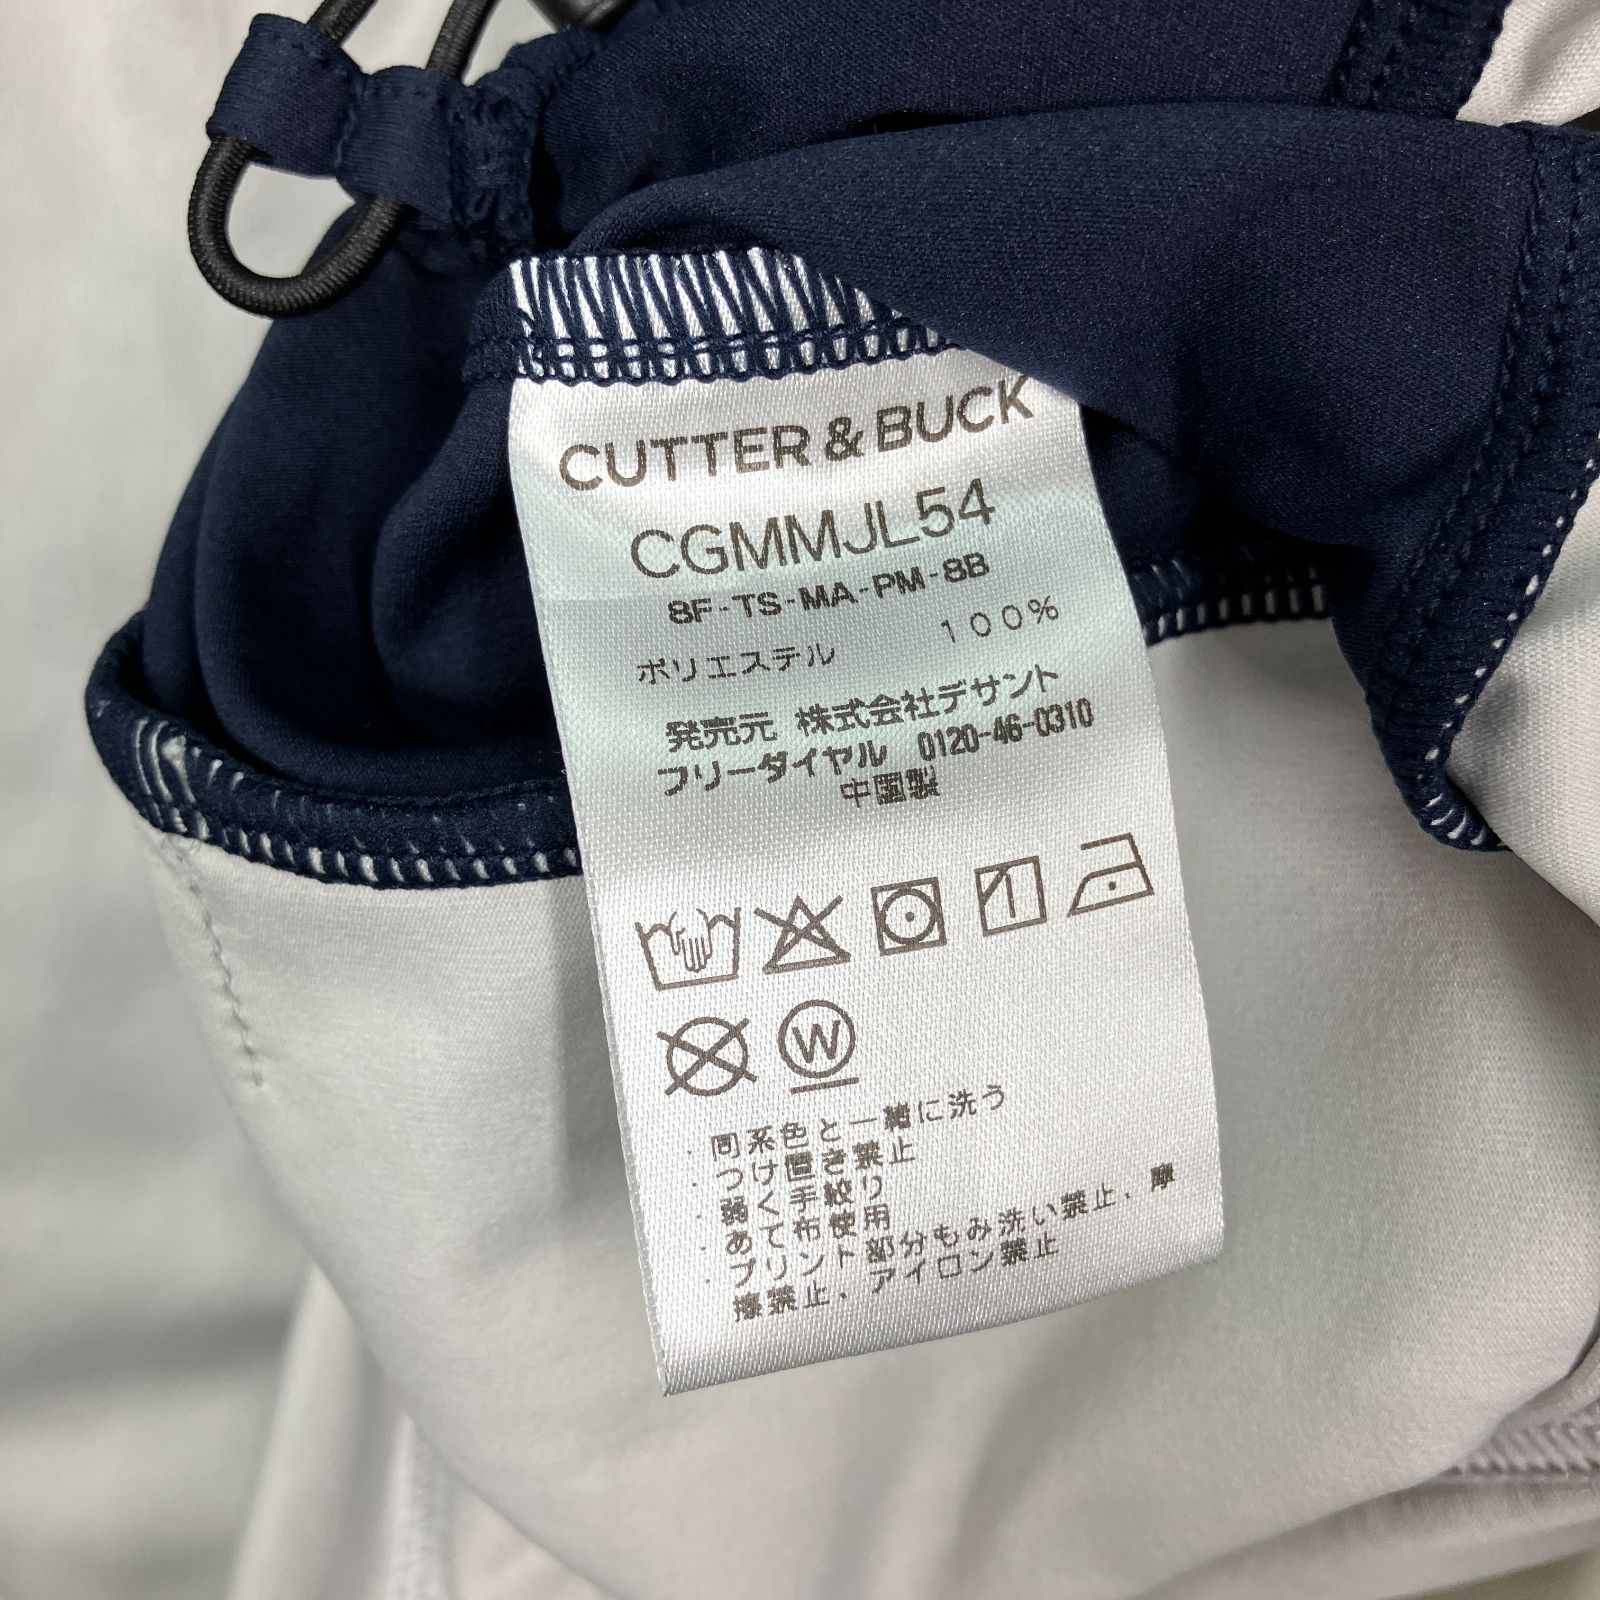 CUTTER & BUCK
CGMMJL54
8F-TS-MA-PM-8B
ポリエステル 100%
発売元 株式会社デサント
フリーダイヤル 0120-46-0310
中国製
W
・同系色と一緒に洗う
・つけ置き禁止
・弱く手絞り
・あて布使用
・プリント部分もみ洗い禁止、摩
擦禁止、アイロン禁止